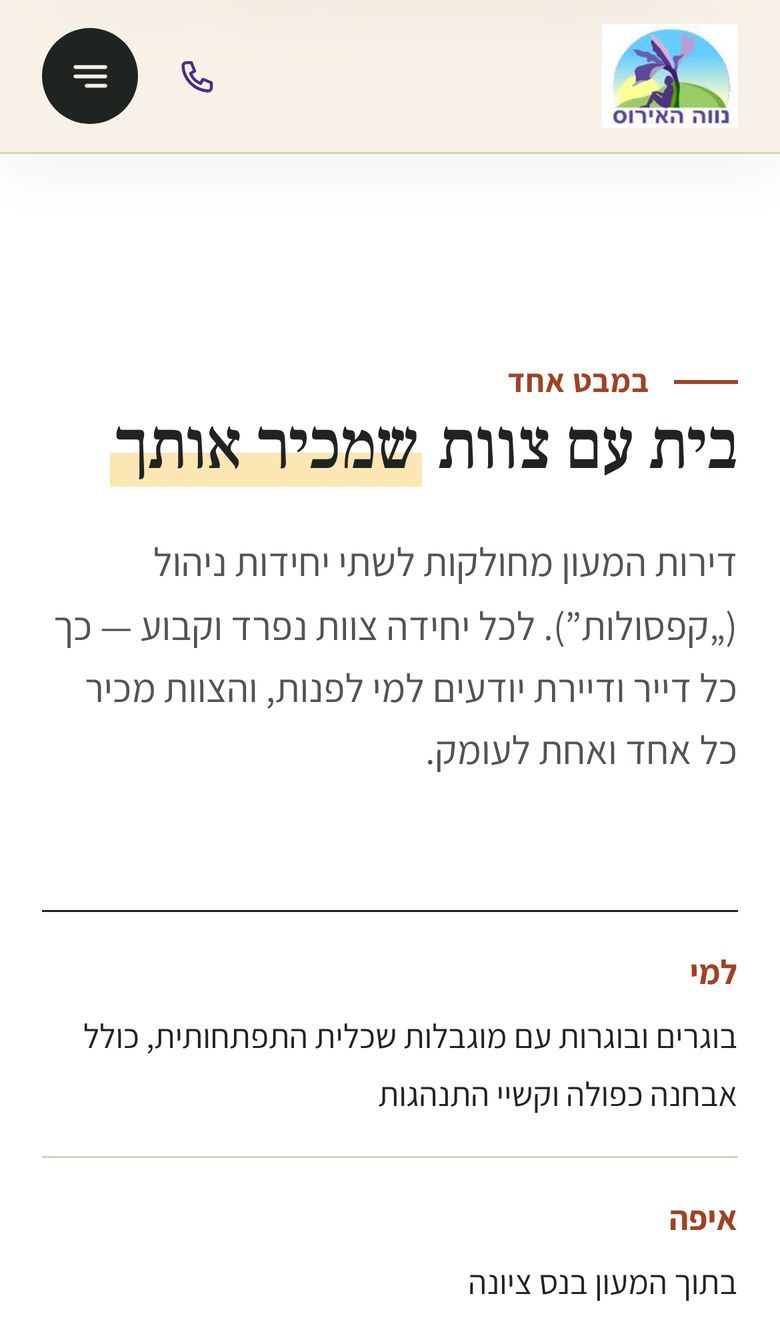 נווה האירוס
במבט אחד
בית עם צוות שמכיר אותך
דירות המעון מחולקות לשתי יחידות ניהול
(„קפסולות”). לכל יחידה צוות נפרד וקבוע — כך
כל דייר ודיירת יודעים למי לפנות, והצוות מכיר
כל אחד ואחת לעומק.
למי
בוגרים ובוגרות עם מוגבלות שכלית התפתחותית, כולל
אבחנה כפולה וקשיי התנהגות
איפה
בתוך המעון בנס ציונה